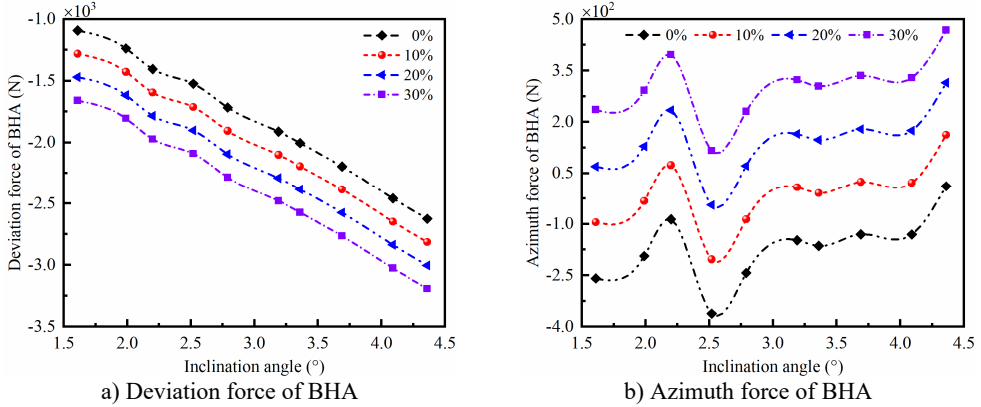 ×10³
-1.0
-1.5
-2.0
-2.5
-3.0
-3.5
Deviation force of BHA (N)
0%
10%
20%
30%
1.5 2.0 2.5 3.0 3.5 4.0 4.5
Inclination angle (°)
a) Deviation force of BHA
5.0 ×10²
3.5
2.0
0.5
-1.0
-2.5
-4.0
Azimuth force of BHA (N)
0% 10% 20% 30%
1.5 2.0 2.5 3.0 3.5 4.0 4.5
Inclination angle (°)
b) Azimuth force of BHA